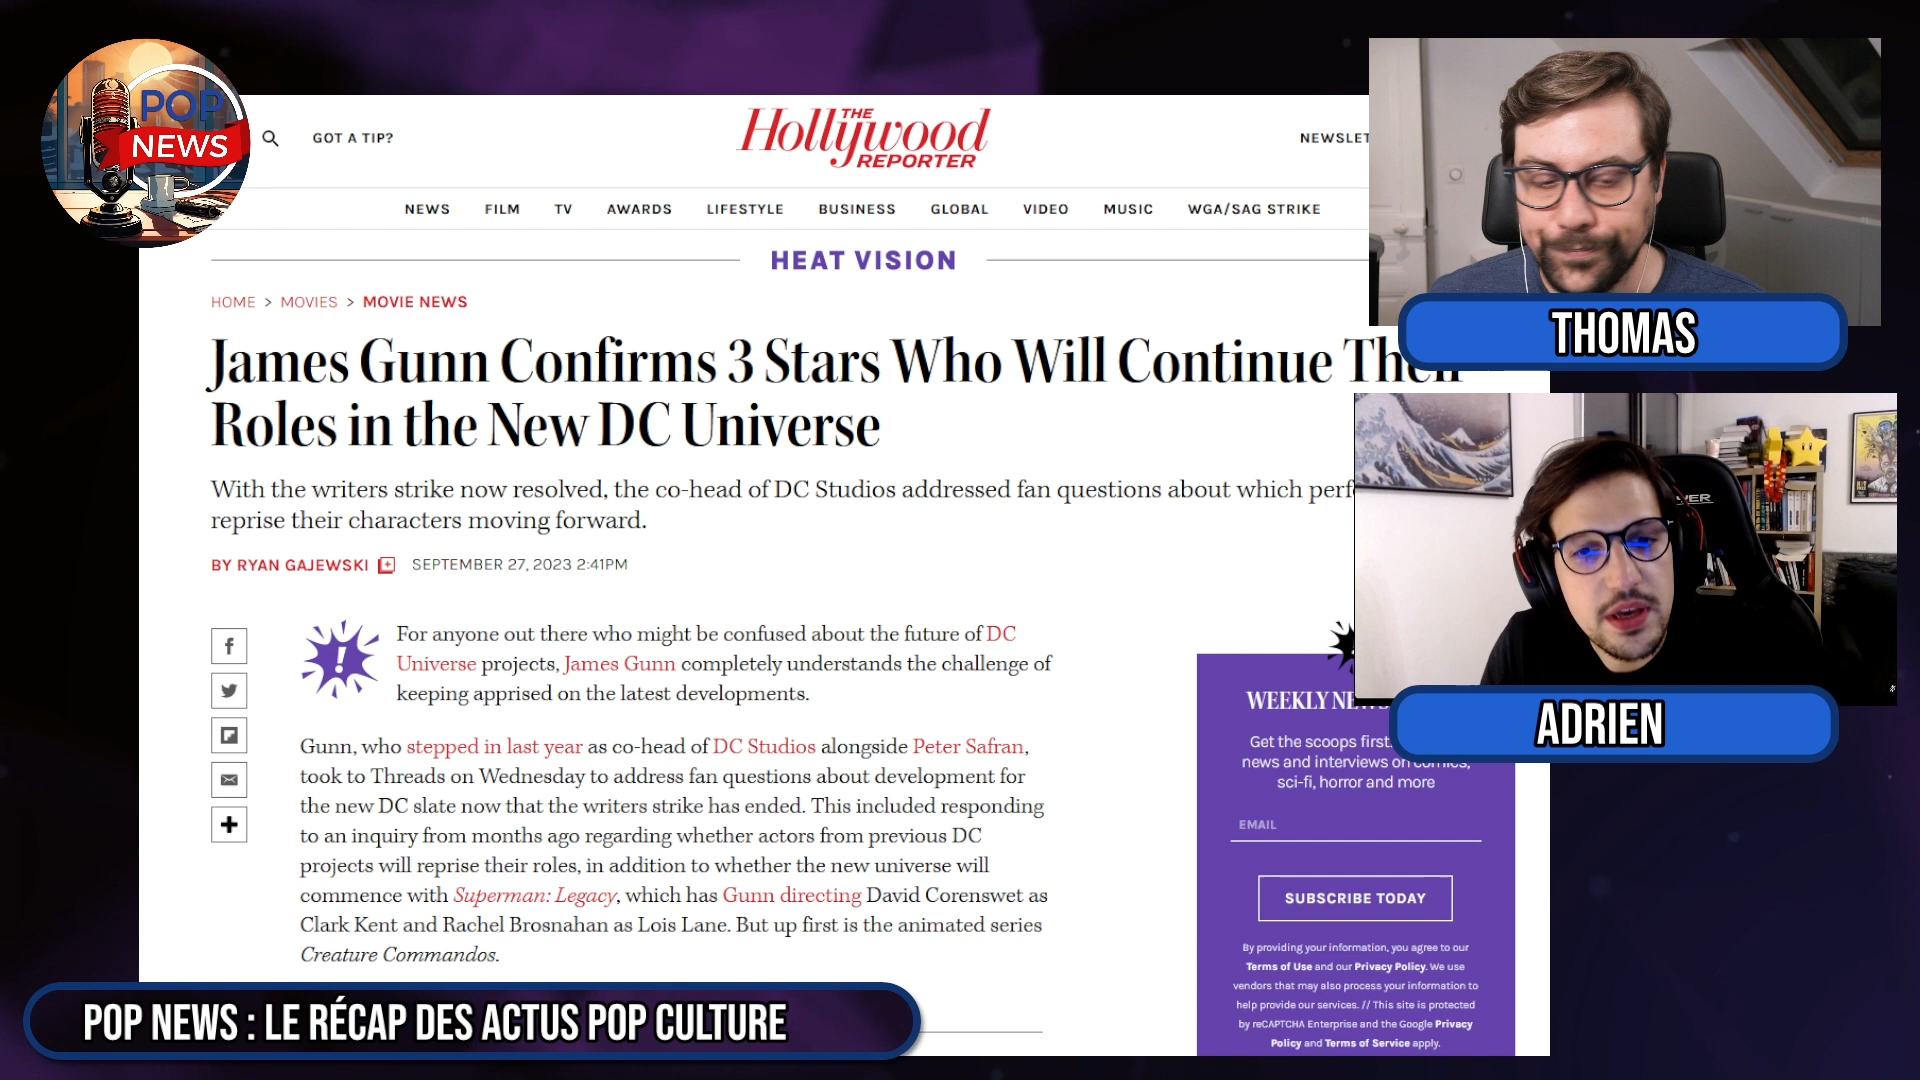 POP
NEWS
GOT A TIP?
THE
Hollywood
REPORTER
NEWSLET
NEWS FILM TV AWARDS LIFESTYLE BUSINESS GLOBAL VIDEO MUSIC WGA/SAG STRIKE
HEAT VISION
HOME > MOVIES > MOVIE NEWS
James Gunn Confirms 3 Stars Who Will Continue Their
Roles in the New DC Universe
With the writers strike now resolved, the co-head of DC Studios addressed fan questions about which perf
reprise their characters moving forward.
BY RYAN GAJEWSKI SEPTEMBER 27, 2023 2:41PM
For anyone out there who might be confused about the future of DC
Universe projects, James Gunn completely understands the challenge of
keeping apprised on the latest developments.
Gunn, who stepped in last year as co-head of DC Studios alongside Peter Safran,
took to Threads on Wednesday to address fan questions about development for
the new DC slate now that the writers strike has ended. This included responding
to an inquiry from months ago regarding whether actors from previous DC
projects will reprise their roles, in addition to whether the new universe will
commence with Superman: Legacy, which has Gunn directing David Corenswet as
Clark Kent and Rachel Brosnahan as Lois Lane. But up first is the animated series
Creature Commandos.
THOMAS
ADRIEN
WEEKLY NEWS
Get the scoops first
news and interviews on comics,
sci-fi, horror and more
EMAIL
SUBSCRIBE TODAY
By providing your information, you agree to our
Terms of Use and our Privacy Policy. We use
vendors that may also process your information to
help provide our services. // This site is protected
by reCAPTCHA Enterprise and the Google Privacy
Policy and Terms of Service apply.
POP NEWS : LE RÉCAP DES ACTUS POP CULTURE